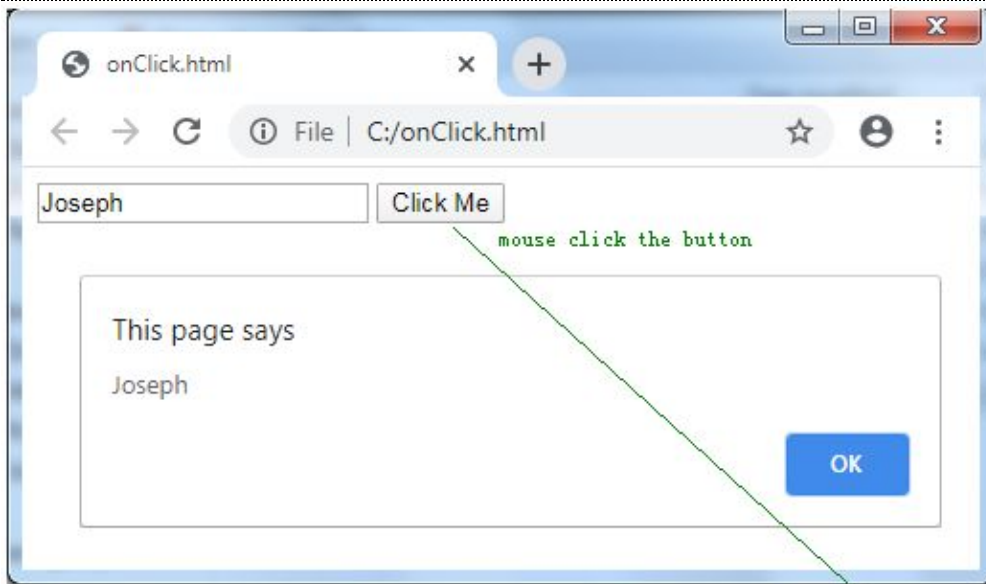 onClick.html
File | C:/onClick.html
Joseph Click Me
mouse click the button
This page says
Joseph
OK